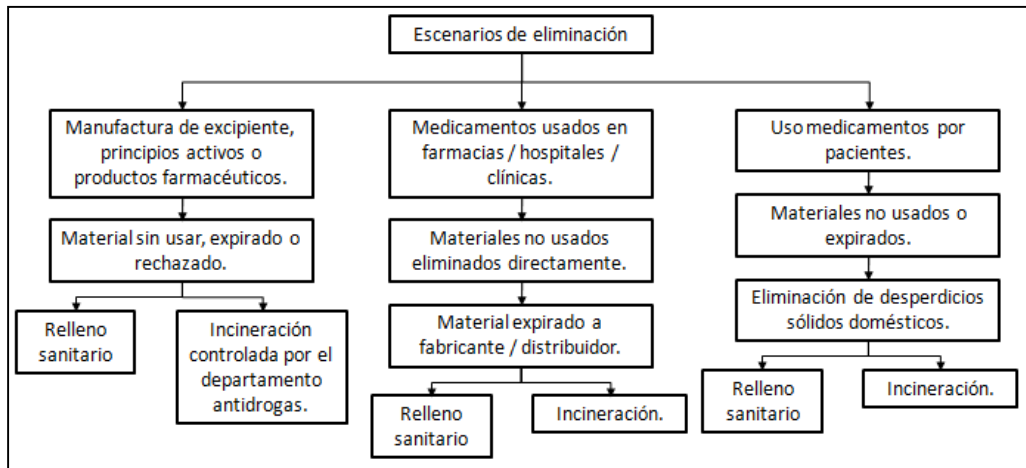 Escenarios de eliminación
Manufactura de excipiente,
principios activos o
productos farmacéuticos.
Material sin usar, expirado o
rechazado.
Relleno
sanitario
Incineración
controlada por el
departamento
antidrogas.
Medicamentos usados en
farmacias / hospitales /
clínicas.
Materiales no usados
eliminados directamente.
Material expirado a
fabricante / distribuidor.
Relleno
sanitario
Incineración.
Uso medicamentos por
pacientes.
Materiales no usados o
expirados.
Eliminación de desperdicios
sólidos domésticos.
Relleno
sanitario
Incineración.